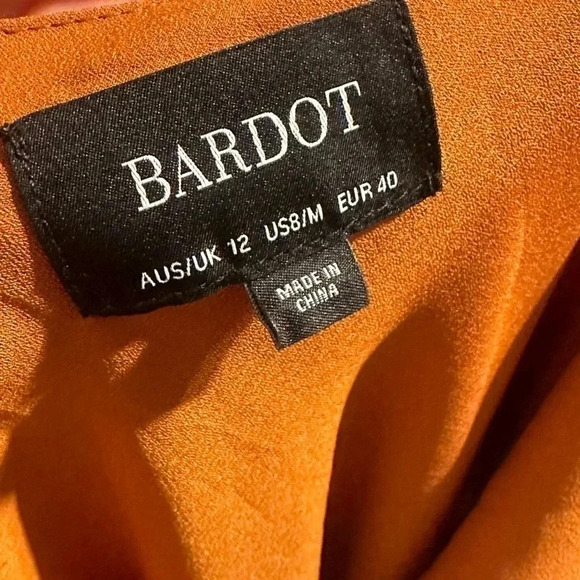 BARDOT
AUS/UK 12 US8/M EUR 40
MADE IN
CHINA